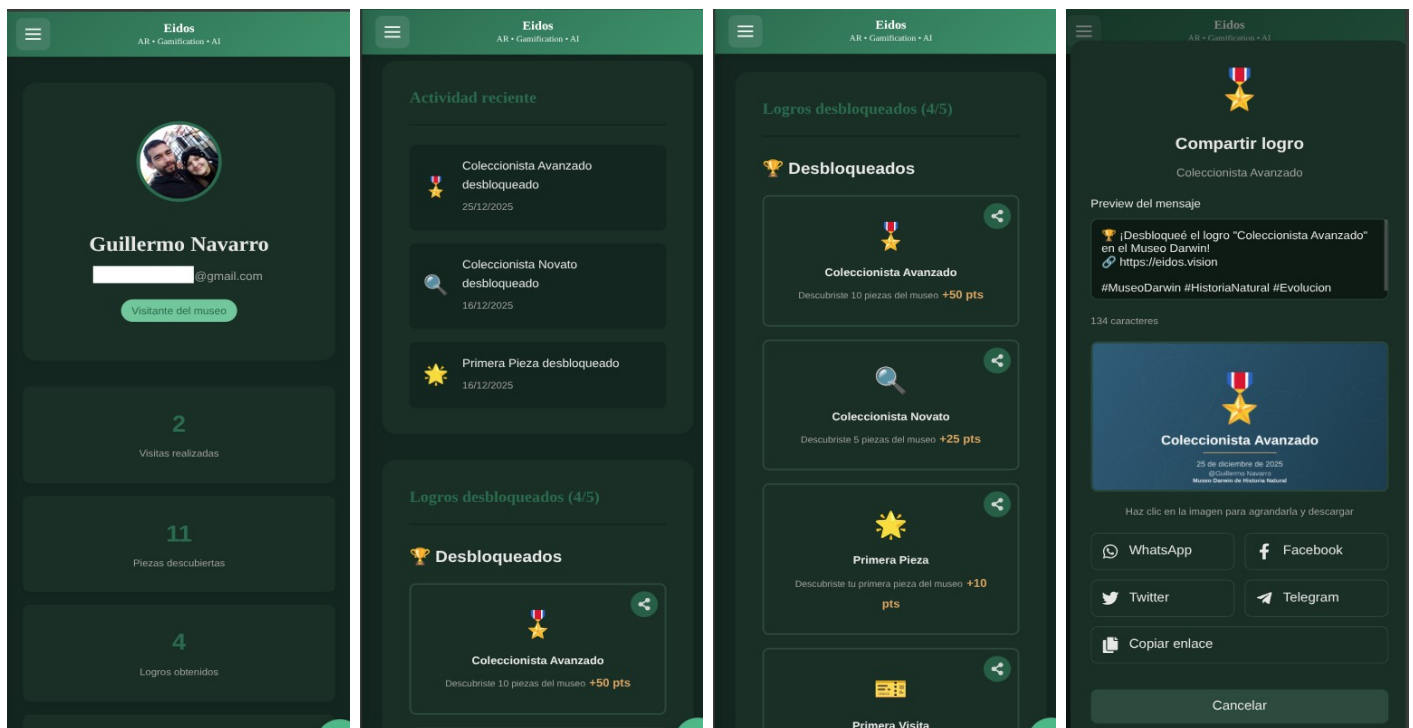 Eidos
AR • Gamification • AI
Guillermo Navarro
@gmail.com
Visitante del museo
2
Visitas realizadas
11
Piezas descubiertas
4
Logros obtenidos
Eidos
AR • Gamification • AI
Actividad reciente
Coleccionista Avanzado
desbloqueado
25/12/2025
Coleccionista Novato
desbloqueado
16/12/2025
Primera Pieza desbloqueado
16/12/2025
Logros desbloqueados (4/5)
🏆 Desbloqueados
Coleccionista Avanzado
Descubriste 10 piezas del museo +50 pts
Eidos
AR • Gamification • AI
Logros desbloqueados (4/5)
🏆 Desbloqueados
Coleccionista Avanzado
Descubriste 10 piezas del museo +50 pts
Coleccionista Novato
Descubriste 5 piezas del museo +25 pts
Primera Pieza
Descubriste tu primera pieza del museo +10
pts
Primera Visita
Eidos
AR • Gamification • AI
Compartir logro
Coleccionista Avanzado
Preview del mensaje
🏆 ¡Desbloqueé el logro "Coleccionista Avanzado"
en el Museo Darwin!
🔗 https://eidos.vision
#MuseoDarwin #HistoriaNatural #Evolucion
134 caracteres
Coleccionista Avanzado
25 de diciembre de 2025
@Guillermo Navarro
Museo Darwin de Historia Natural
Haz clic en la imagen para agrandarla y descargar
WhatsApp
Facebook
Twitter
Telegram
Copiar enlace
Cancelar